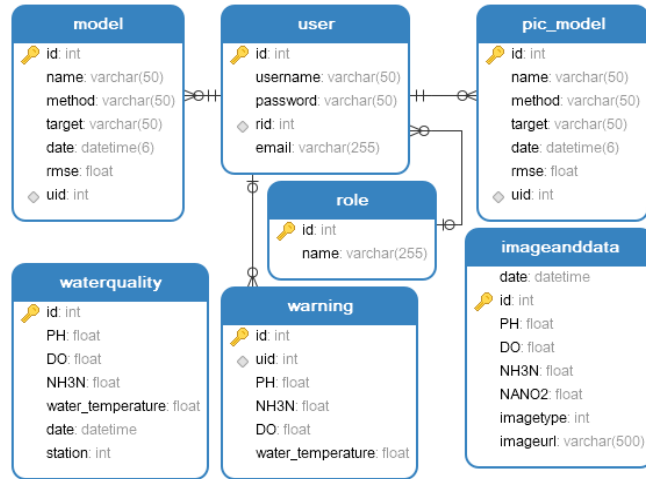 model
id: int
name: varchar(50)
method: varchar(50)
target: varchar(50)
date: datetime(6)
rmse: float
uid: int
user
id: int
username: varchar(50)
password: varchar(50)
rid: int
email: varchar(255)
pic_model
id: int
name: varchar(50)
method: varchar(50)
target: varchar(50)
date: datetime(6)
rmse: float
uid: int
role
id: int
name: varchar(255)
waterquality
id: int
PH: float
DO: float
NH3N: float
water_temperature: float
date: datetime
station: int
warning
id: int
uid: int
PH: float
NH3N: float
DO: float
water_temperature: float
imageanddata
date: datetime
id: int
PH: float
DO: float
NH3N: float
NANO2: float
imagetype: int
imageurl: varchar(500)